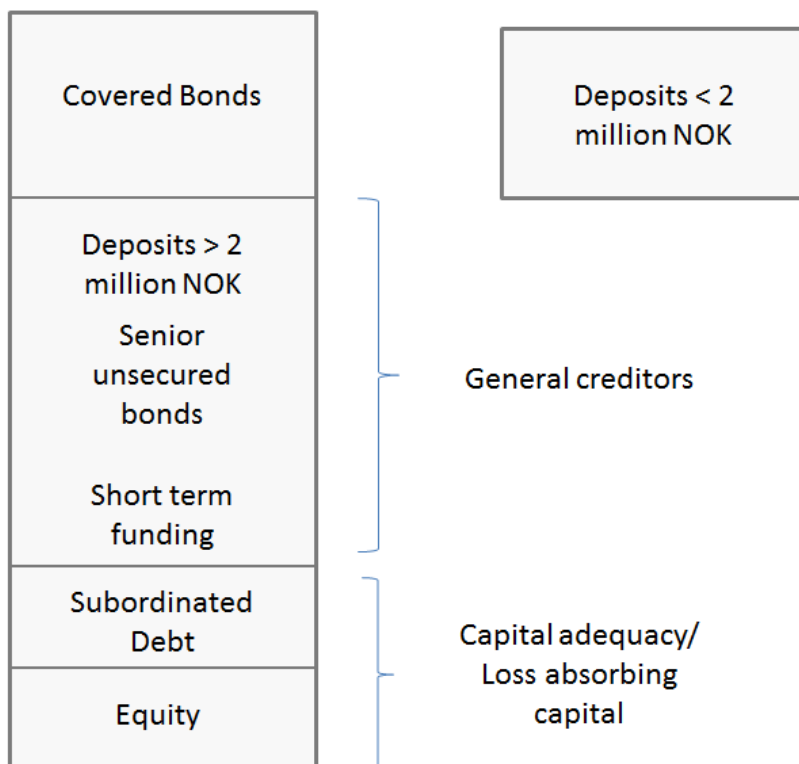 Covered Bonds
Deposits < 2
million NOK
Deposits > 2
million NOK
Senior
unsecured
bonds
General creditors
Short term
funding
Subordinated
Debt
Capital adequacy/
Loss absorbing
capital
Equity